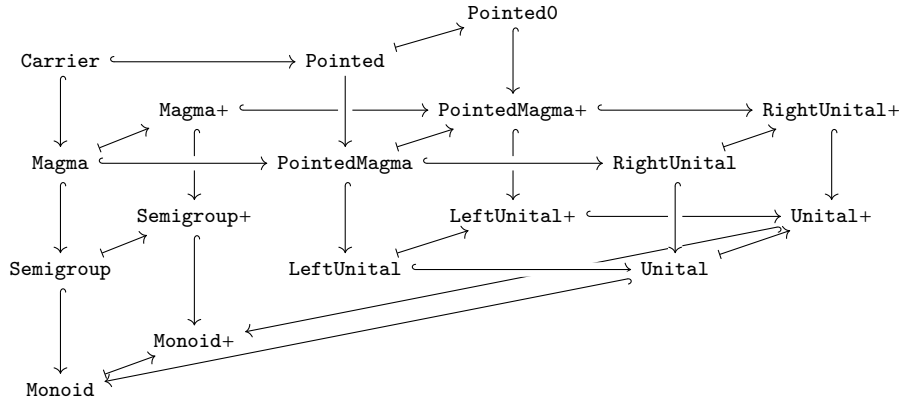 Pointed0
Carrier
Pointed
Magma+
PointedMagma+
RightUnital+
Magma
PointedMagma
RightUnital
Semigroup+
LeftUnital+
Unital+
Semigroup
LeftUnital
Unital
Monoid+
Monoid